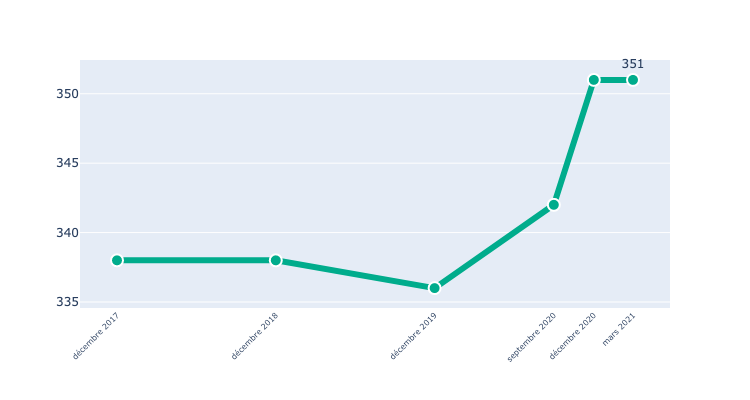 351
350
345
340
335
décembre 2017
décembre 2018
décembre 2019
septembre 2020
décembre 2020
mars 2021